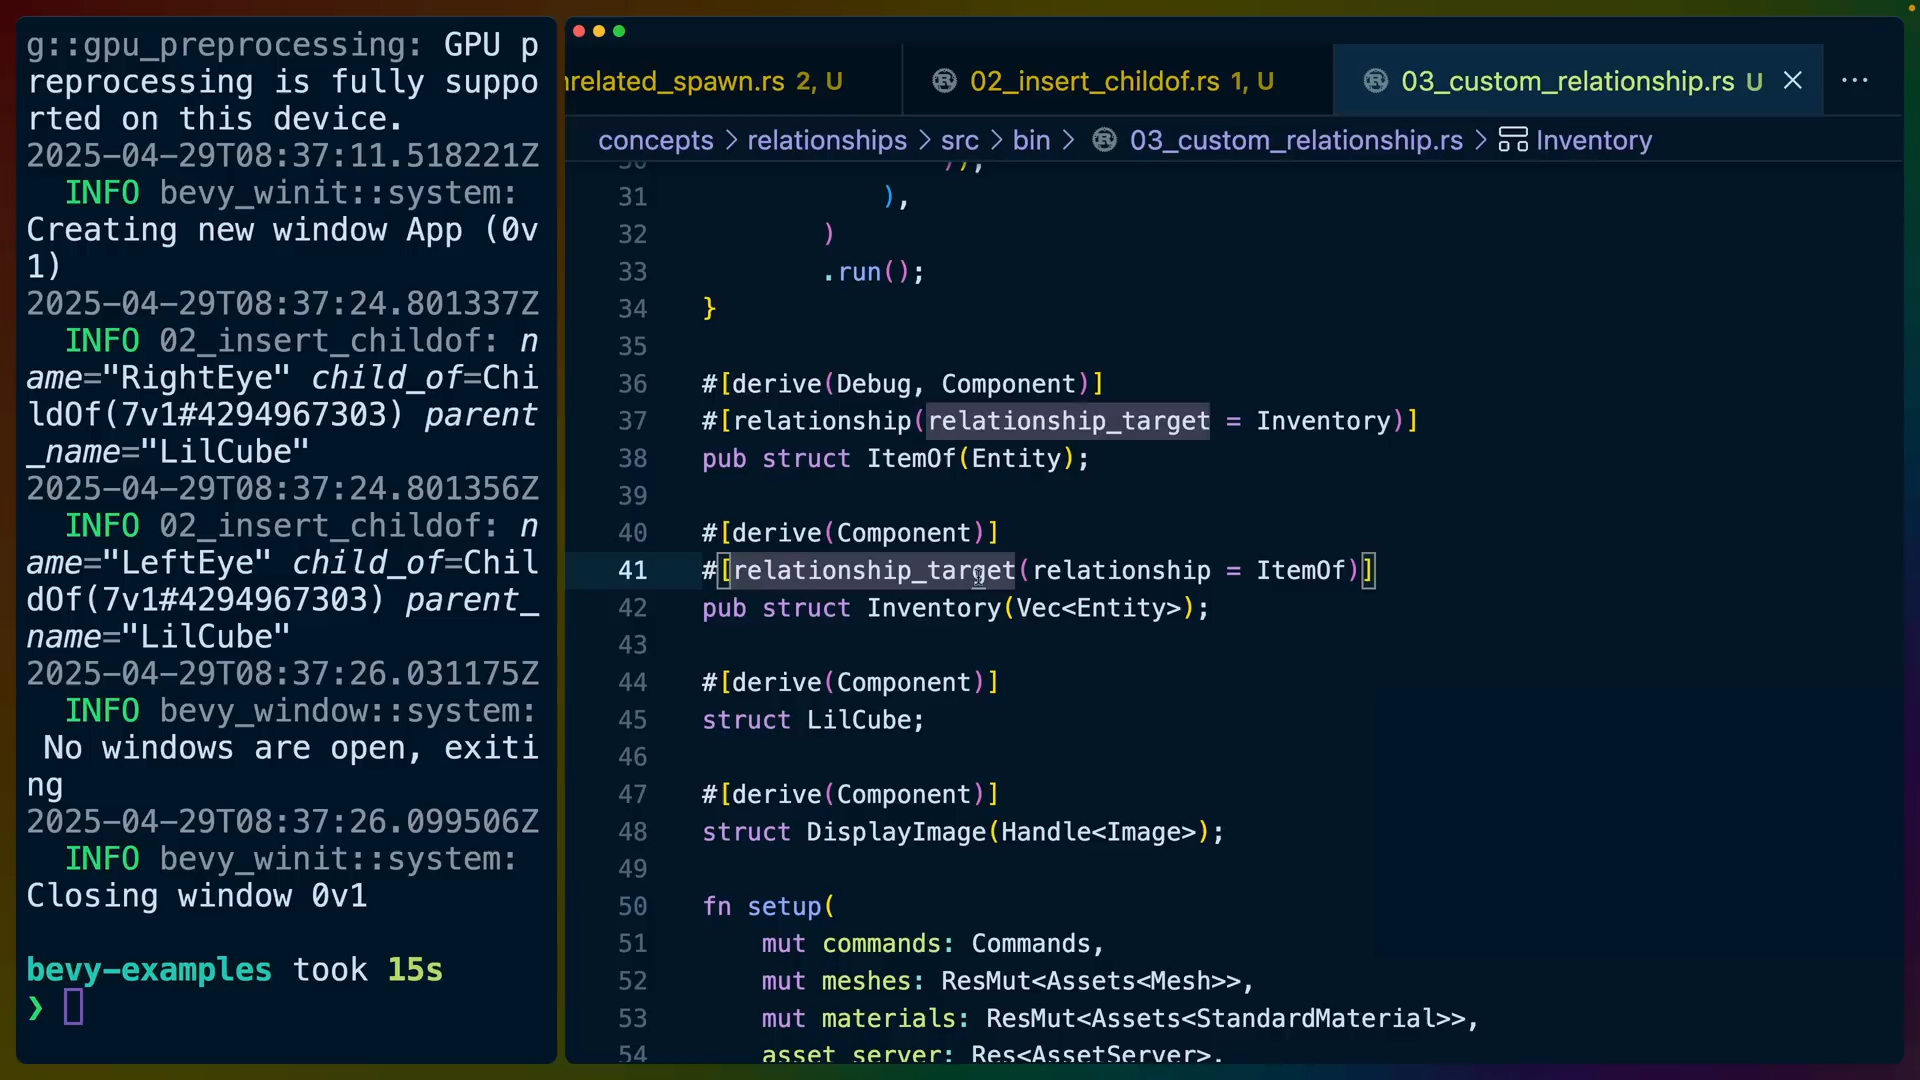 g::gpu_preprocessing: GPU p
reprocessing is fully suppo
rted on this device.
2025-04-29T08:37:11.518221Z
INFO bevy_winit::system:
Creating new window App (0v
1)
2025-04-29T08:37:24.801337Z
INFO 02_insert_childof: n
ame="RightEye" child_of=Chi
ldOf(7v1#4294967303) parent
_name="LilCube"
2025-04-29T08:37:24.801356Z
INFO 02_insert_childof: n
ame="LeftEye" child_of=Chil
dOf(7v1#4294967303) parent_
name="LilCube"
2025-04-29T08:37:26.031175Z
INFO bevy_window::system:
No windows are open, exiti
ng
2025-04-29T08:37:26.099506Z
INFO bevy_winit::system:
Closing window 0v1
bevy-examples took 15s
❯
nrelated_spawn.rs 2, U
02_insert_childof.rs 1, U
03_custom_relationship.rs U
concepts > relationships > src > bin > 03_custom_relationship.rs > Inventory
31 ),
32 )
33 .run();
34 }
35
36 #[derive(Debug, Component)]
37 #[relationship(relationship_target = Inventory)]
38 pub struct ItemOf(Entity);
39
40 #[derive(Component)]
41 #[relationship_target(relationship = ItemOf)]
42 pub struct Inventory(Vec<Entity>);
43
44 #[derive(Component)]
45 struct LilCube;
46
47 #[derive(Component)]
48 struct DisplayImage(Handle<Image>);
49
50 fn setup(
51 mut commands: Commands,
52 mut meshes: ResMut<Assets<Mesh>>,
53 mut materials: ResMut<Assets<StandardMaterial>>,
54 asset_server: Res<AssetServer>,